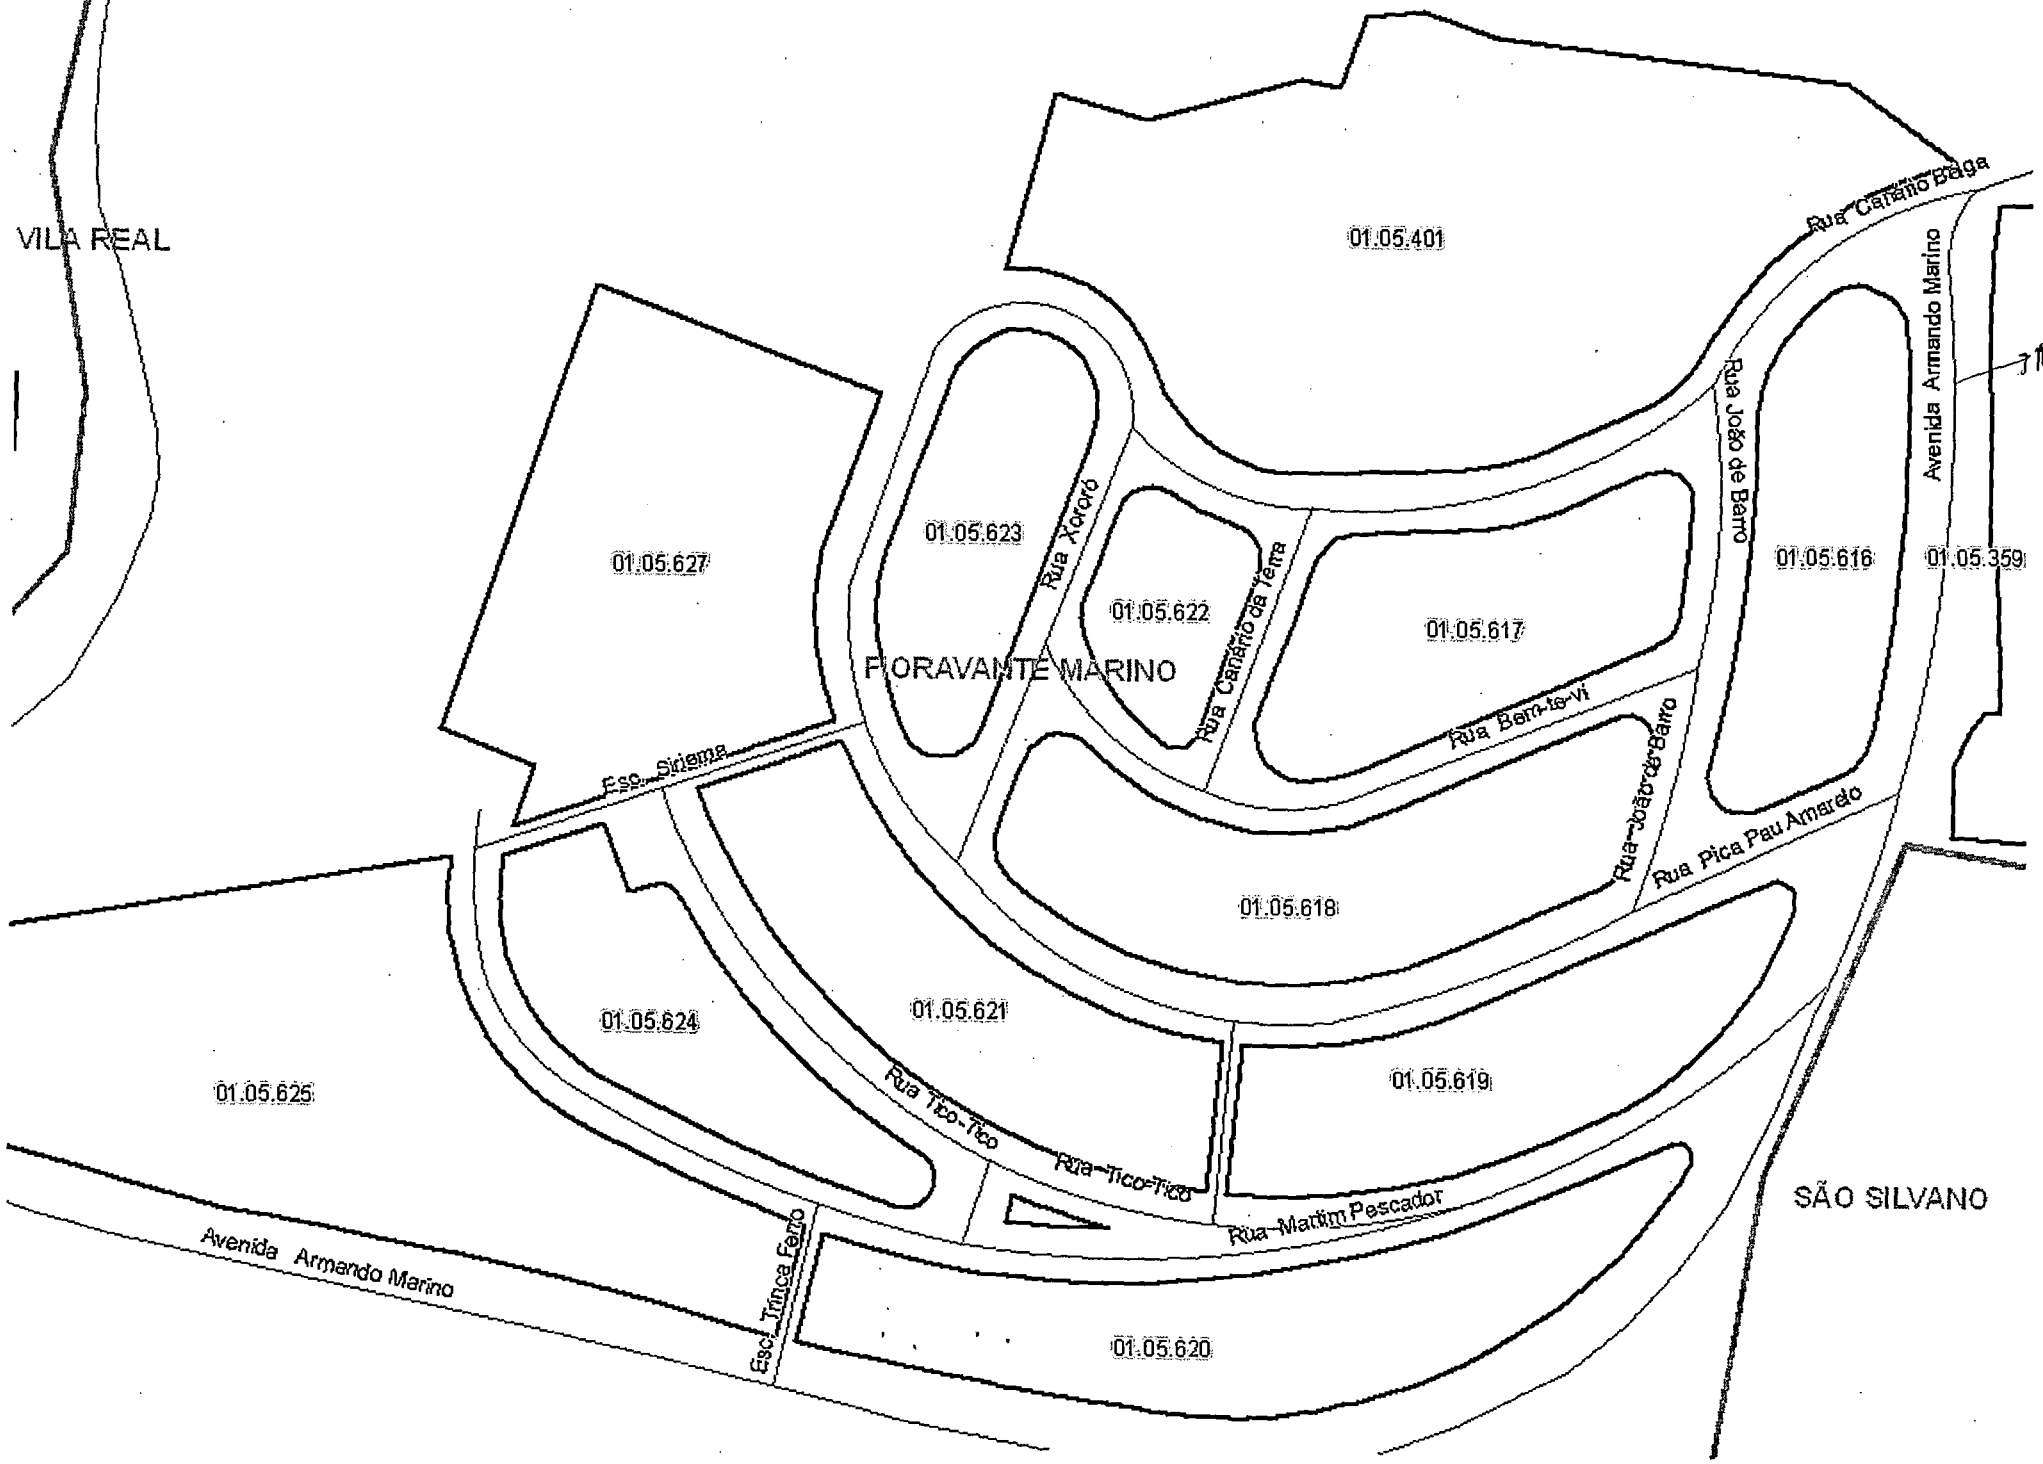 Rua Canário Belga
VILA REAL
01.05.401
Avenida Armando Marino
Rua João de Barro
01.05.623
Rua Xororó
01.05.627
01.05.616
01.05.359
01.05.622
Rua Canário da Terra
01.05.617
FIORAVANTE MARINO
Rua Bem-te-vi
Rua João de Barro
Esc. Siriema
Rua Pica Pau Amarelo
01.05.618
01.05.621
01.05.624
01.05.619
01.05.625
Rua Tico-Tico
Rua Tico-Tico
Rua Martim Pescador
SÃO SILVANO
Avenida Armando Marino
Esc. Trinca Ferro
01.05.620